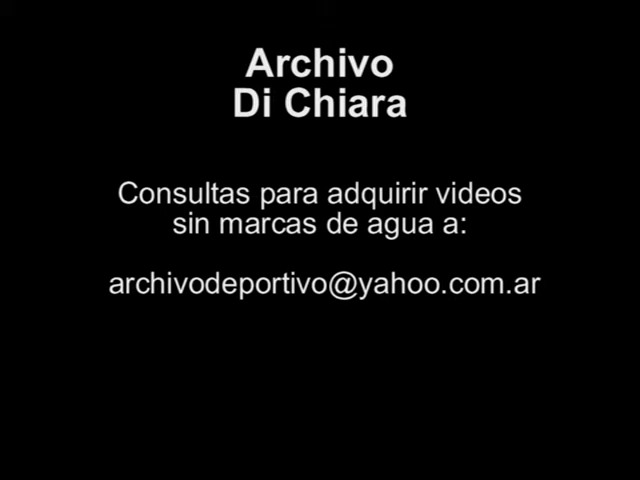 Archivo
Di Chiara
Consultas para adquirir videos
sin marcas de agua a:
archivodeportivo@yahoo.com.ar